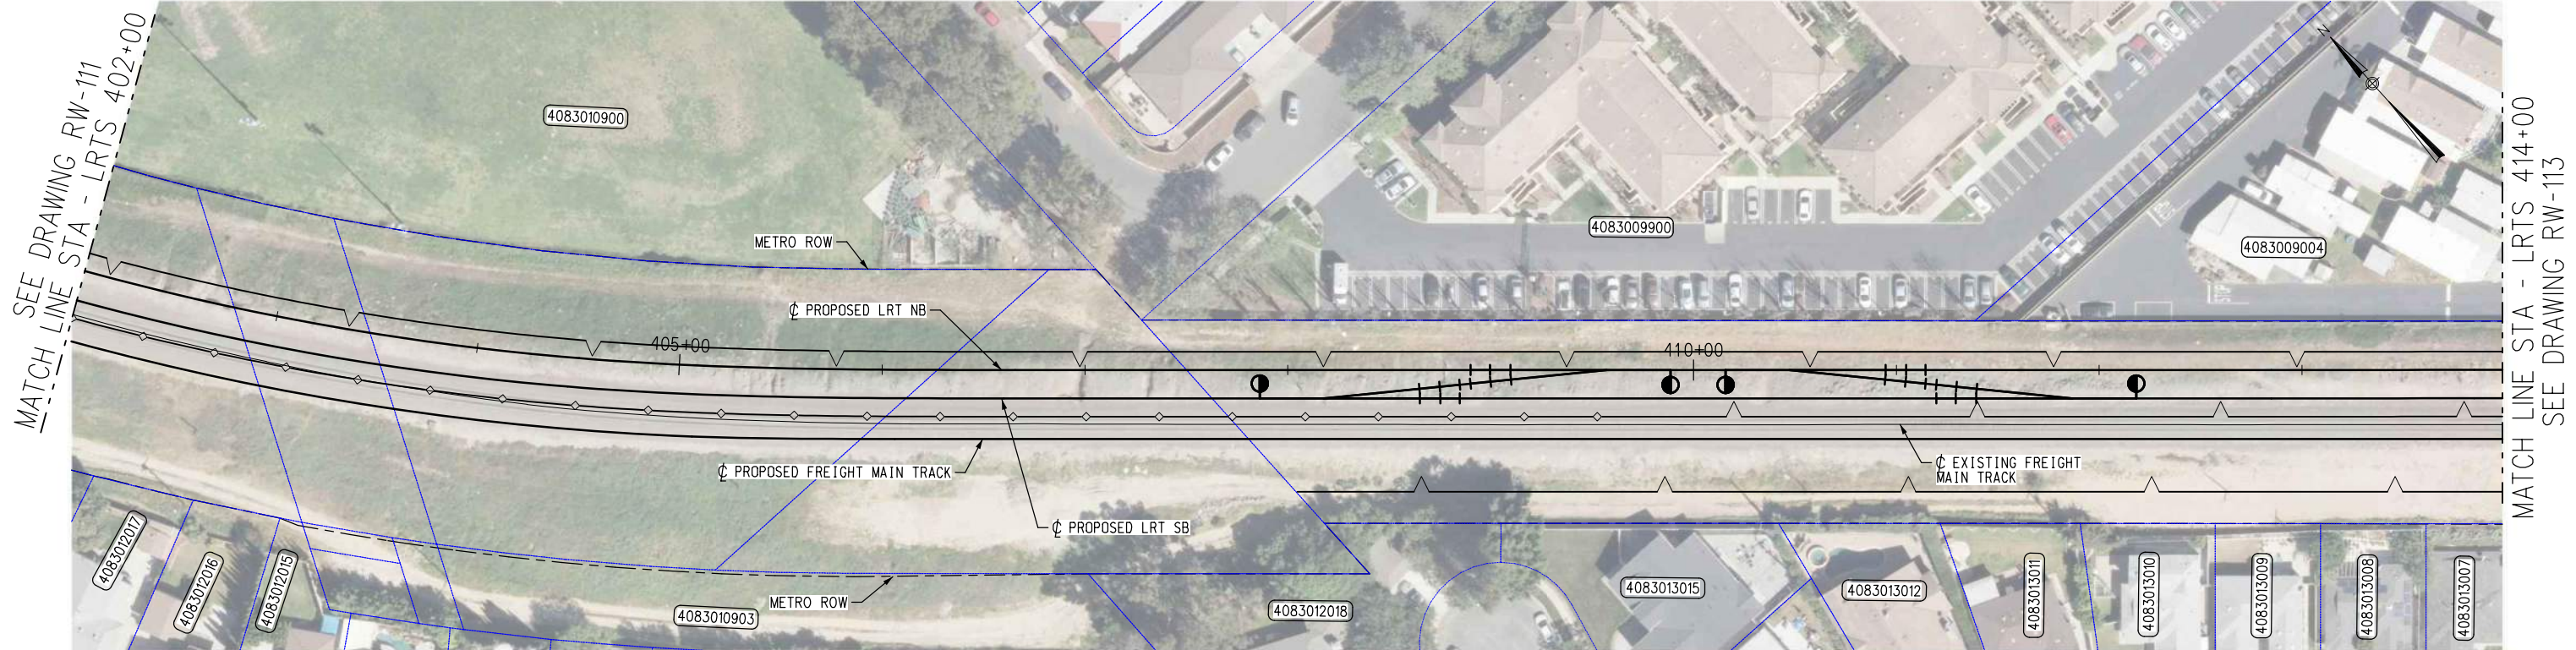 SEE DRAWING RW-111
MATCH LINE STA - LRTS 402+00
4083010900
METRO ROW
℄ PROPOSED LRT NB
405+00
410+00
4083009900
4083009004
N
STOP
℄ PROPOSED FREIGHT MAIN TRACK
℄ PROPOSED LRT SB
℄ EXISTING FREIGHT
MAIN TRACK
METRO ROW
4083012017
4083012016
4083012015
4083010903
4083012018
4083013015
4083013012
4083013011
4083013010
4083013009
4083013008
4083013007
MATCH LINE STA - LRTS 414+00
SEE DRAWING RW-113